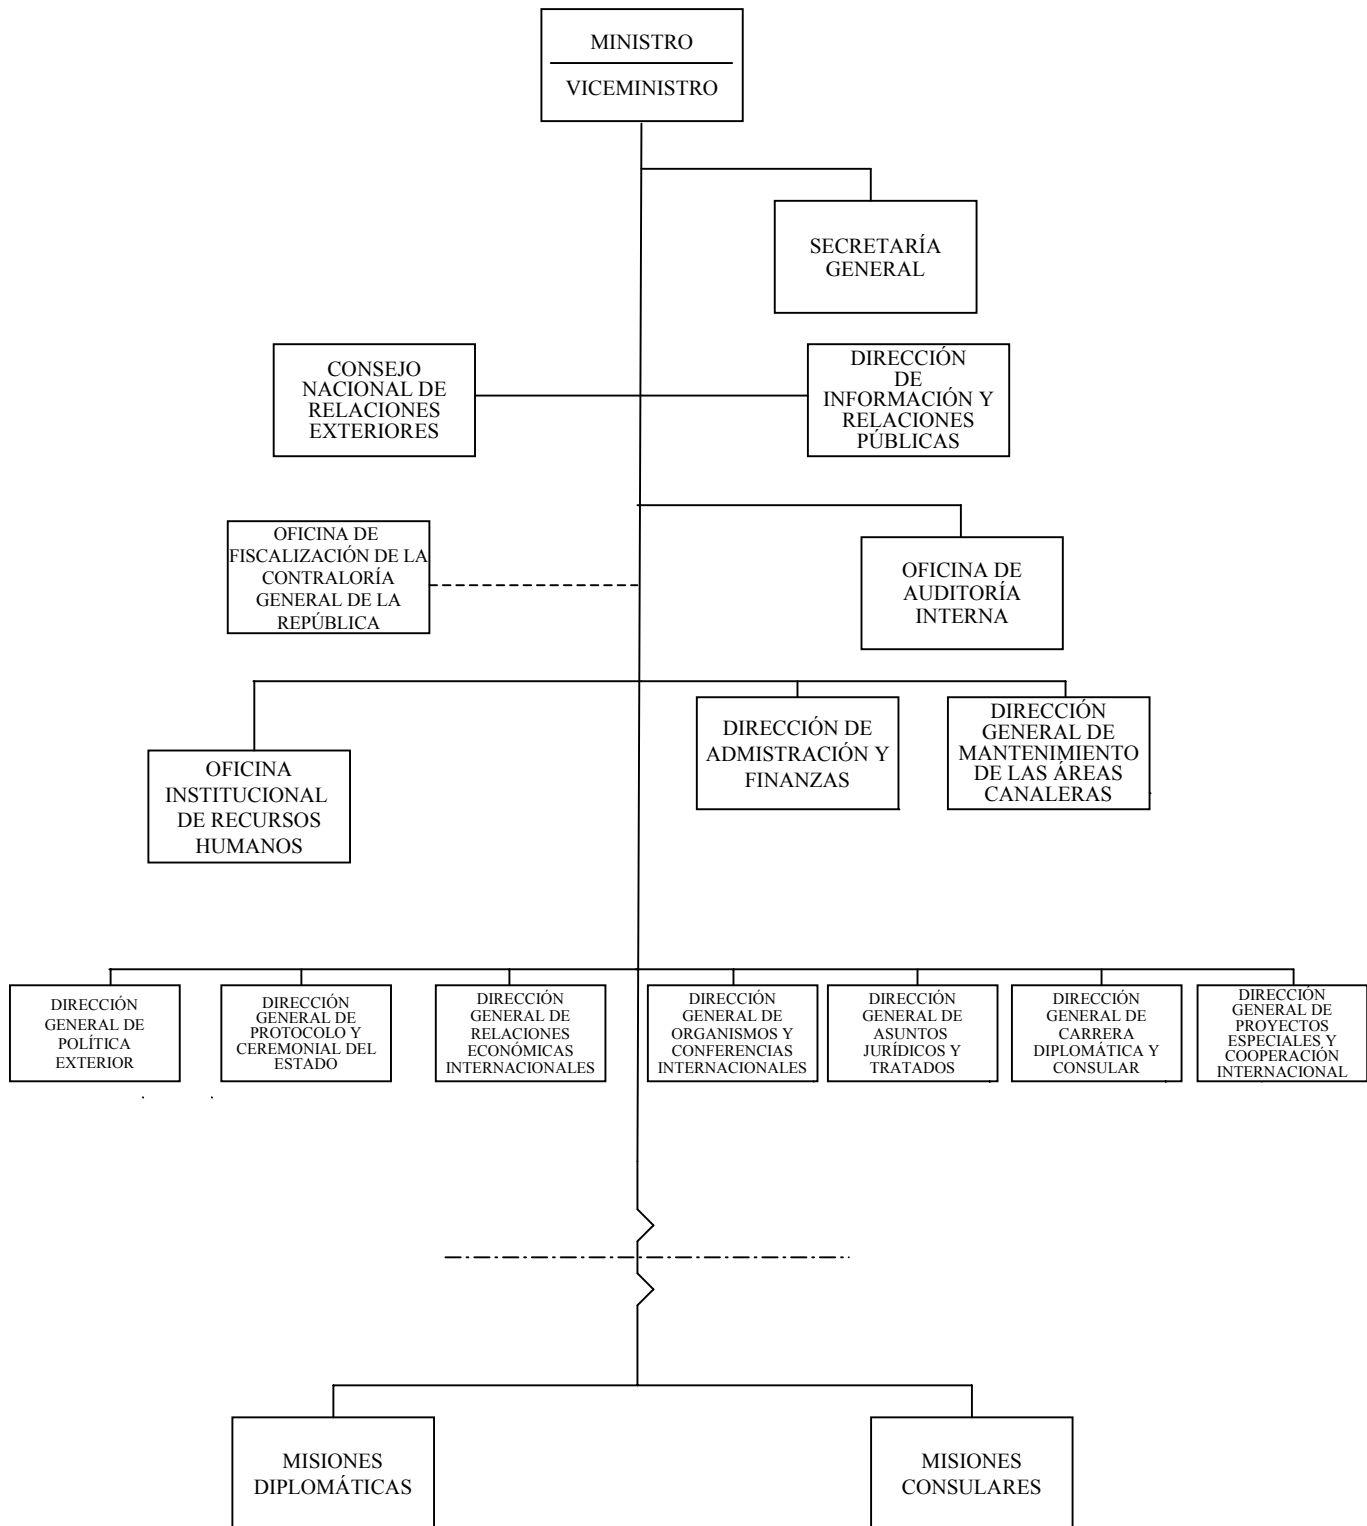 MINISTRO
VICEMINISTRO
SECRETARÍA
GENERAL
CONSEJO
NACIONAL DE
RELACIONES
EXTERIORES
DIRECCIÓN
DE
INFORMACIÓN Y
RELACIONES
PÚBLICAS
OFICINA DE
FISCALIZACIÓN DE LA
CONTRALORÍA
GENERAL DE LA
REPÚBLICA
OFICINA DE
AUDITORÍA
INTERNA
OFICINA
INSTITUCIONAL
DE RECURSOS
HUMANOS
DIRECCIÓN DE
ADMISTRACIÓN Y
FINANZAS
DIRECCIÓN
GENERAL DE
MANTENIMIENTO
DE LAS ÁREAS
CANALERAS
DIRECCIÓN
GENERAL DE
POLÍTICA
EXTERIOR
DIRECCIÓN
GENERAL DE
PROTOCOLO Y
CEREMONIAL DEL
ESTADO
DIRECCIÓN
GENERAL DE
RELACIONES
ECONÓMICAS
INTERNACIONALES
DIRECCIÓN
GENERAL DE
ORGANISMOS Y
CONFERENCIAS
INTERNACIONALES
DIRECCIÓN
GENERAL DE
ASUNTOS
JURÍDICOS Y
TRATADOS
DIRECCIÓN
GENERAL DE
CARRERA
DIPLOMÁTICA Y
CONSULAR
DIRECCIÓN
GENERAL DE
PROYECTOS
ESPECIALES Y
COOPERACIÓN
INTERNACIONAL
MISIONES
DIPLOMÁTICAS
MISIONES
CONSULARES